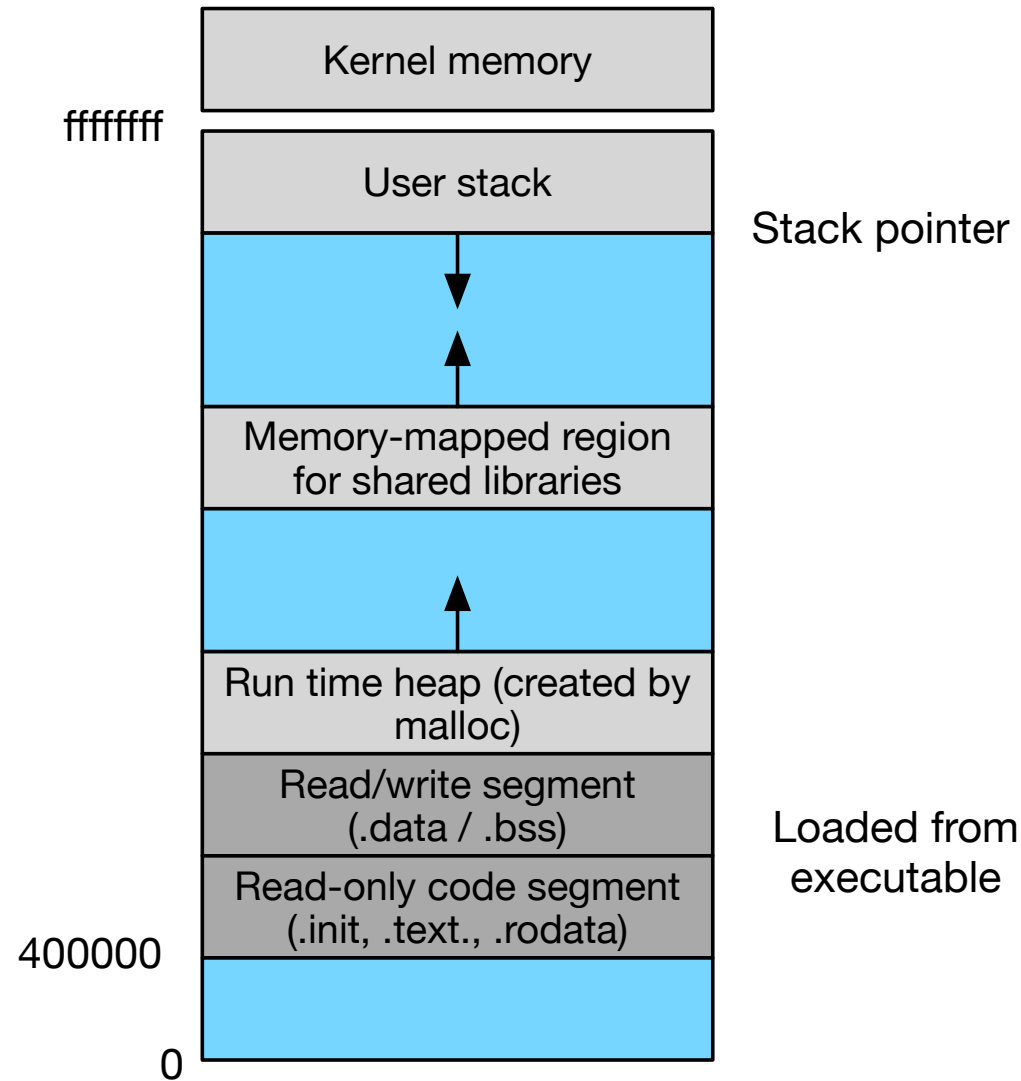 Kernel memory
ffffffff
User stack
Stack pointer
Memory-mapped region
for shared libraries
Run time heap (created by
malloc)
Read/write segment
(.data / .bss)
Loaded from
executable
Read-only code segment
(.init, .text., .rodata)
400000
0